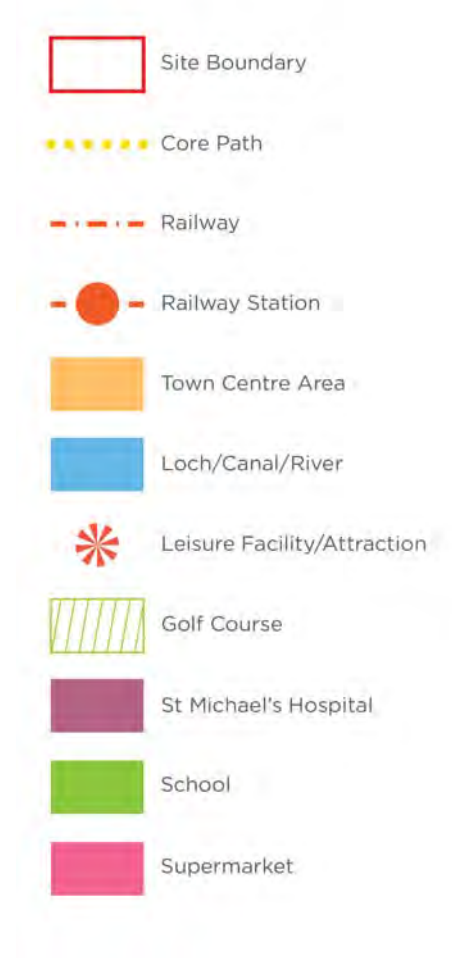 Site Boundary
Core Path
Railway
Railway Station
Town Centre Area
Loch/Canal/River
Leisure Facility/Attraction
Golf Course
St Michael's Hospital
School
Supermarket